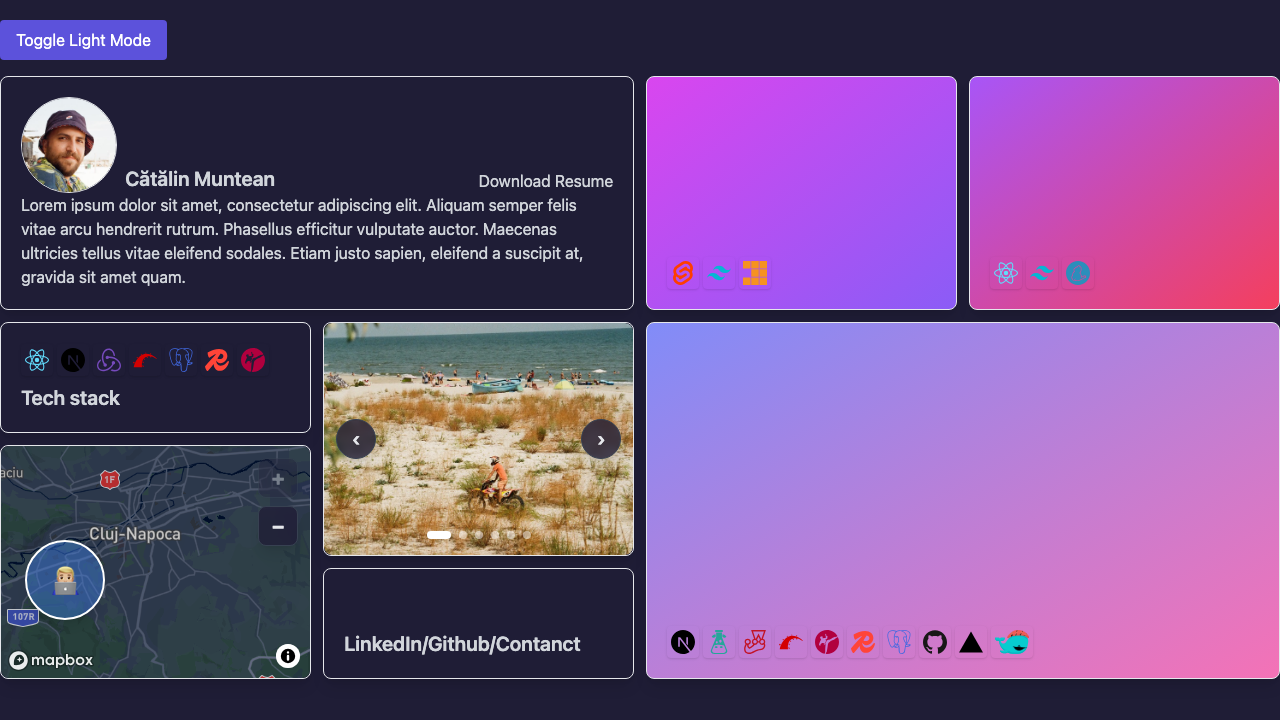 Toggle Light Mode
Cătălin Muntean
Download Resume
Lorem ipsum dolor sit amet, consectetur adipiscing elit. Aliquam semper felis
vitae arcu hendrerit rutrum. Phasellus efficitur vulputate auctor. Maecenas
ultricies tellus vitae eleifend sodales. Etiam justo sapien, eleifend a suscipit at,
gravida sit amet quam.
Tech stack
aciu
1F
Cluj-Napoca
107R
mapbox
LinkedIn/Github/Contanct